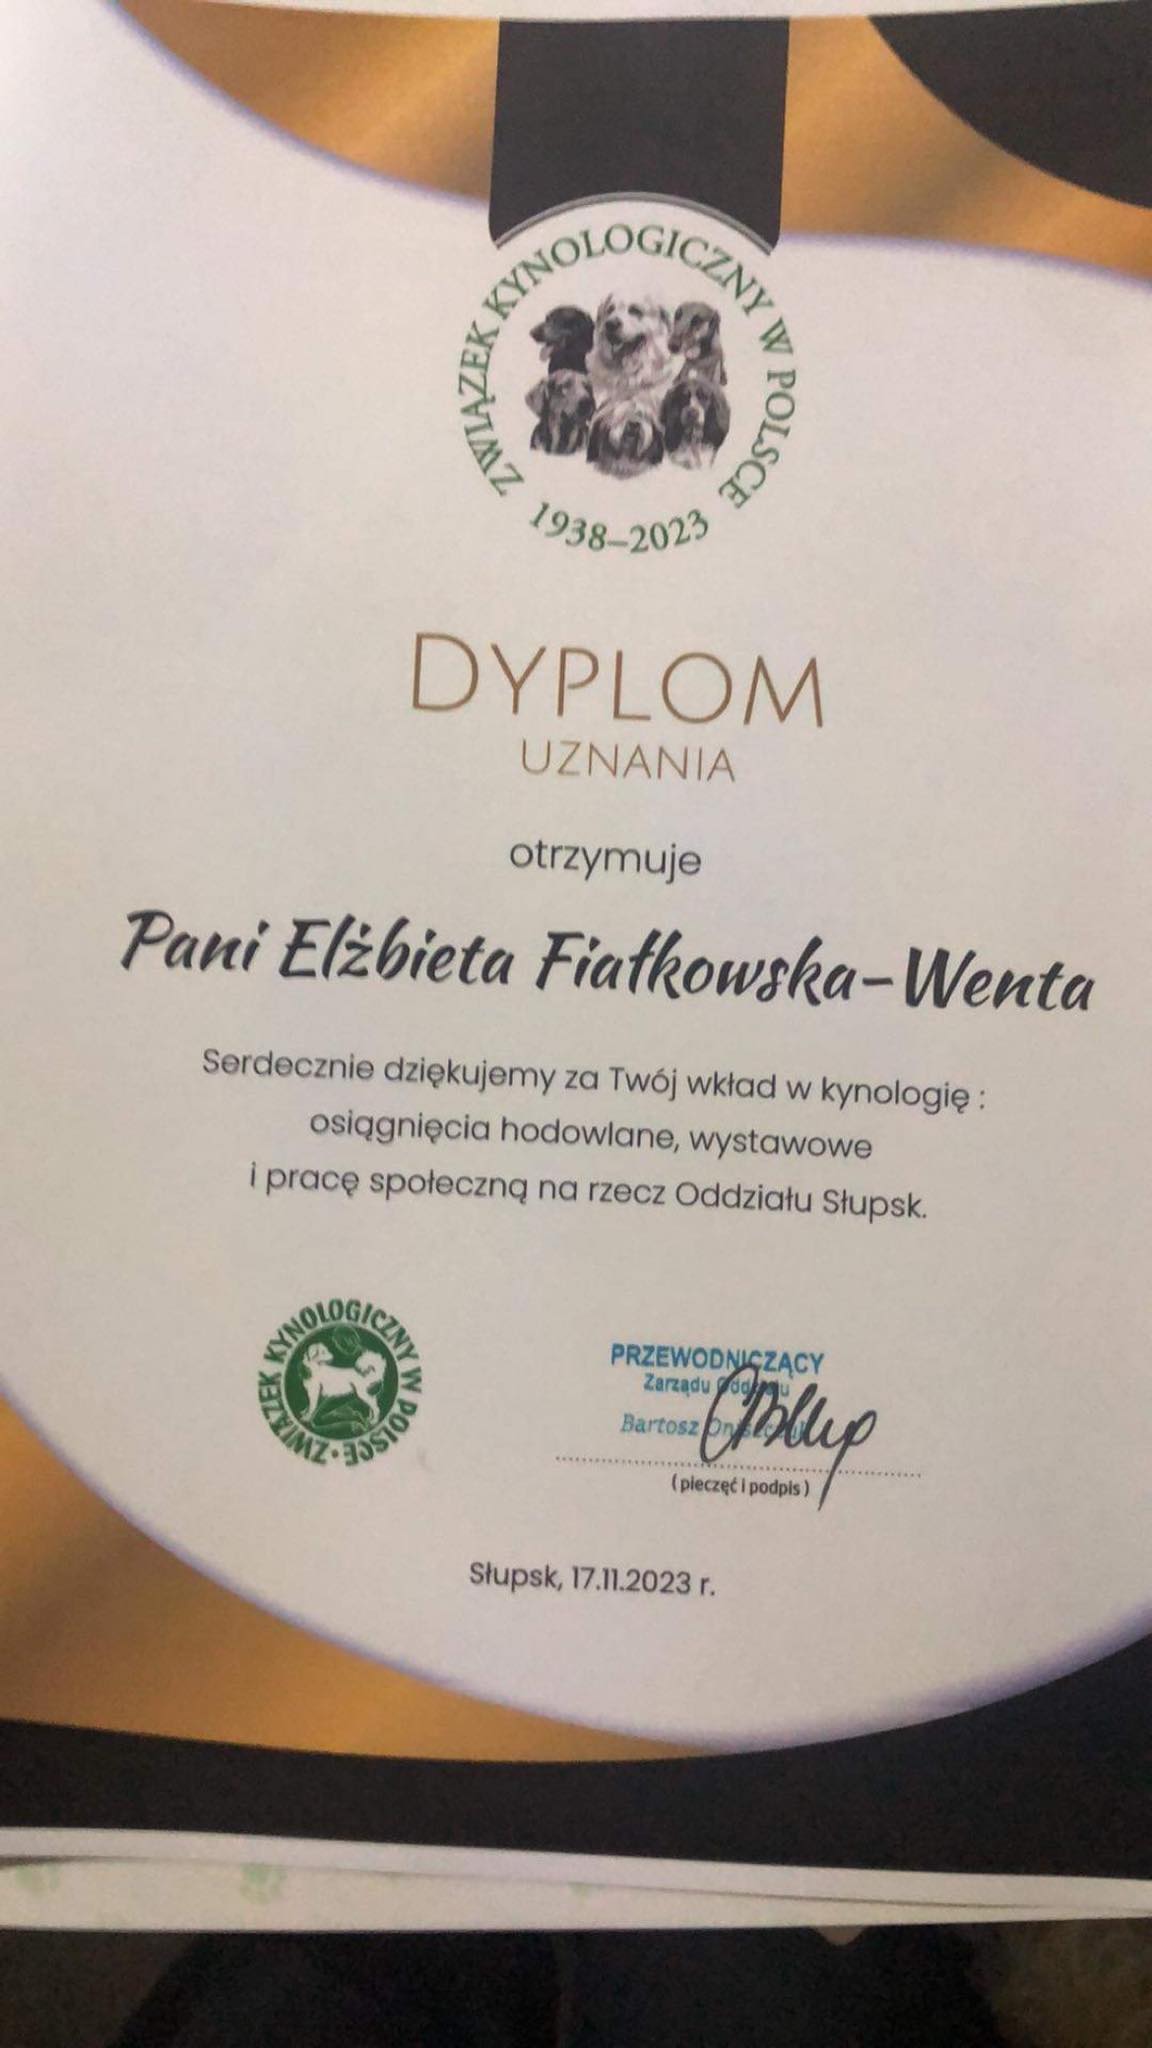 ZWIĄZEK KYNOLOGICZNY W POLSCE
1938–2023
DYPLOM
UZNANIA
otrzymuje
Pani Elżbieta Fiałkowska-Wenta
Serdecznie dziękujemy za Twój wkład w kynologię :
osiągnięcia hodowlane, wystawowe
i pracę społeczną na rzecz Oddziału Słupsk.
ZWIĄZEK KYNOLOGICZNY W POLSCE
PRZEWODNICZĄCY
Zarządu Oddziału
Bartosz
(pieczęć i podpis)
Słupsk, 17.11.2023 r.